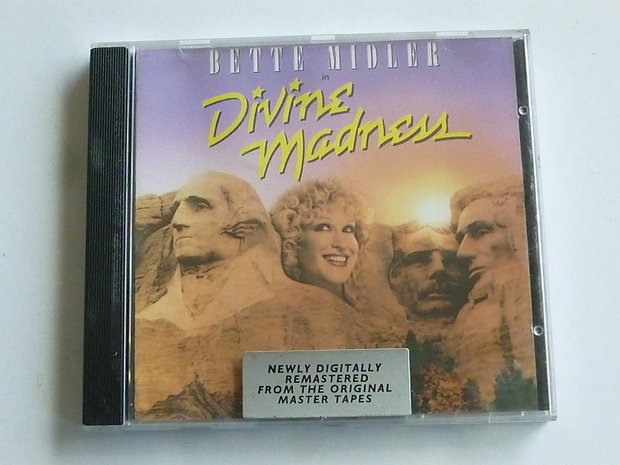 BETTE MIDLER
in
Divine
Madness
NEWLY DIGITALLY
REMASTERED
FROM THE ORIGINAL
MASTER TAPES